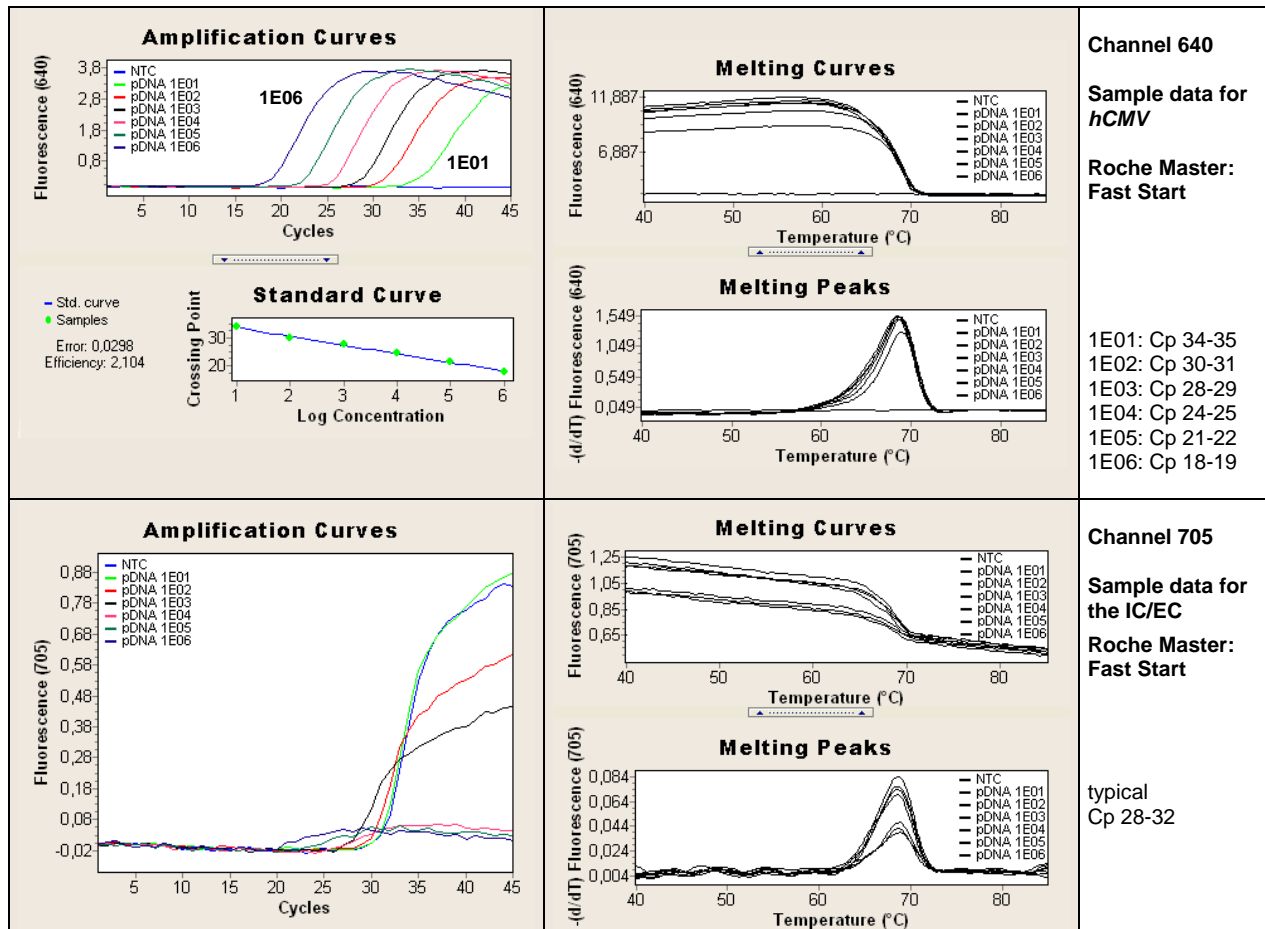 Amplification Curves
Fluorescence (640)
3,8
2,8
1,8
0,8
NTC
pDNA 1E01
pDNA 1E02
pDNA 1E03
pDNA 1E04
pDNA 1E05
pDNA 1E06
1E06
1E01
5 10 15 20 25 30 35 40 45
Cycles
Std. curve
Samples
Error: 0,0298
Efficiency: 2,104
Standard Curve
Crossing Point
30
20
1 2 3 4 5 6
Log Concentration
Melting Curves
Fluorescence (640)
11,887
6,887
NTC
pDNA 1E01
pDNA 1E02
pDNA 1E03
pDNA 1E04
pDNA 1E05
pDNA 1E06
40 50 60 70 80
Temperature (°C)
Melting Peaks
-(d/dT) Fluorescence (640)
1,549
1,049
0,549
0,049
NTC
pDNA 1E01
pDNA 1E02
pDNA 1E03
pDNA 1E04
pDNA 1E05
pDNA 1E06
40 50 60 70 80
Temperature (°C)
Channel 640
Sample data for
hCMV
Roche Master:
Fast Start
1E01: Cp 34-35
1E02: Cp 30-31
1E03: Cp 28-29
1E04: Cp 24-25
1E05: Cp 21-22
1E06: Cp 18-19
Amplification Curves
Fluorescence (705)
0,88
0,78
0,68
0,58
0,48
0,38
0,28
0,18
0,08
-0,02
NTC
pDNA 1E01
pDNA 1E02
pDNA 1E03
pDNA 1E04
pDNA 1E05
pDNA 1E06
5 10 15 20 25 30 35 40 45
Cycles
Melting Curves
Fluorescence (705)
1,25
1,05
0,85
0,65
NTC
pDNA 1E01
pDNA 1E02
pDNA 1E03
pDNA 1E04
pDNA 1E05
pDNA 1E06
40 50 60 70 80
Temperature (°C)
Melting Peaks
-(d/dT) Fluorescence (705)
0,084
0,064
0,044
0,024
0,004
NTC
pDNA 1E01
pDNA 1E02
pDNA 1E03
pDNA 1E04
pDNA 1E05
pDNA 1E06
40 50 60 70 80
Temperature (°C)
Channel 705
Sample data for
the IC/EC
Roche Master:
Fast Start
typical
Cp 28-32